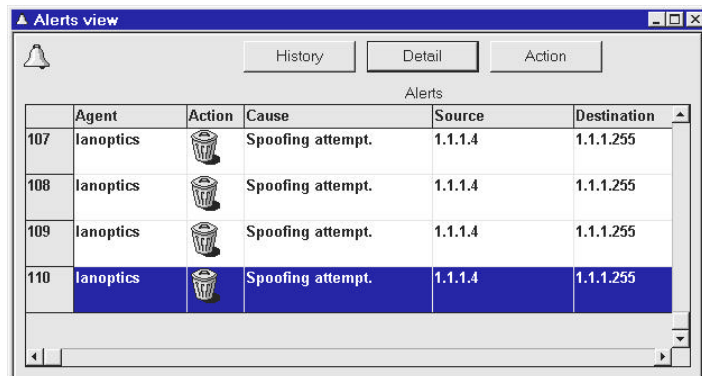 Alerts view
History Detail Action
Alerts
Agent Action Cause Source Destination
107 lanoptics Spoofing attempt. 1.1.1.4 1.1.1.255
108 lanoptics Spoofing attempt. 1.1.1.4 1.1.1.255
109 lanoptics Spoofing attempt. 1.1.1.4 1.1.1.255
110 lanoptics Spoofing attempt. 1.1.1.4 1.1.1.255